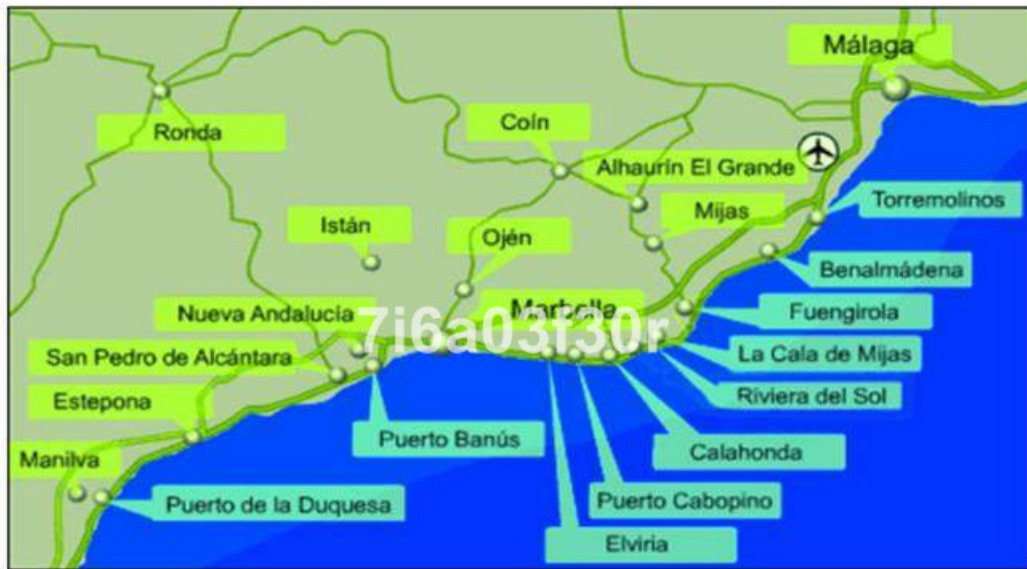 Málaga
Ronda
Coín
Alhaurín El Grande
Torremolinos
Mijas
Istán
Ojén
Benalmádena
Nueva Andalucía
Marbella
Fuengirola
7i6a03f30r
San Pedro de Alcántara
La Cala de Mijas
Estepona
Riviera del Sol
Puerto Banús
Calahonda
Manilva
Puerto de la Duquesa
Puerto Cabopino
Elviria